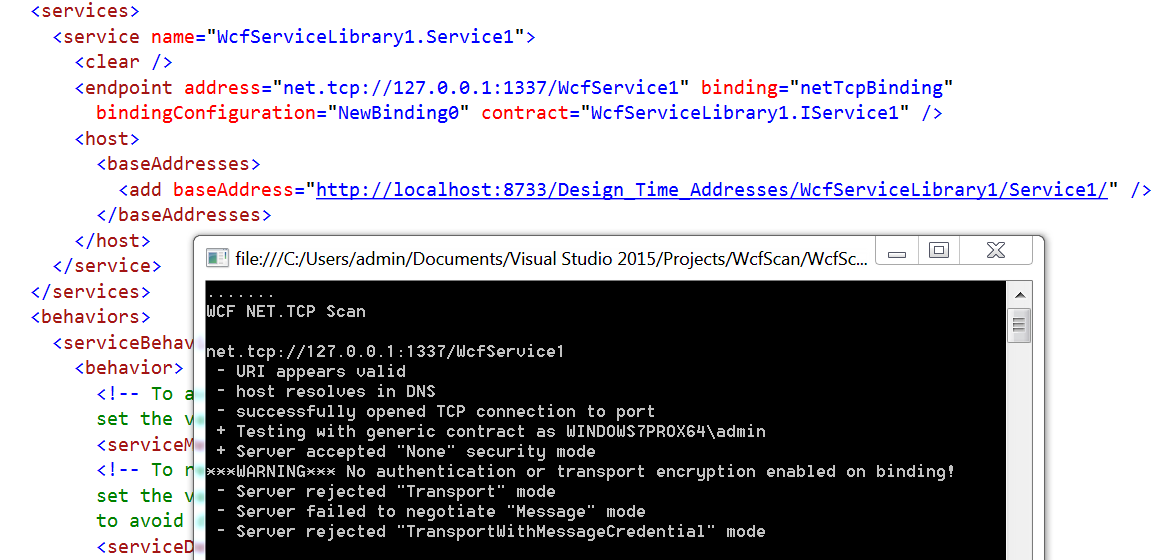 <services>
<service name="WcfServiceLibrary1.Service1">
<clear />
<endpoint address="net.tcp://127.0.0.1:1337/WcfService1" binding="netTcpBinding"
bindingConfiguration="NewBinding0" contract="WcfServiceLibrary1.IService1" />
<host>
<baseAddresses>
<add baseAddress="http://localhost:8733/Design_Time_Addresses/WcfServiceLibrary1/Service1/" />
</baseAddresses>
</host>
</service>
</services>
<behaviors>
<serviceBehav
<behavior>
<!-- To a
set the v
<serviceM
<!-- To r
set the v
to avoid
<serviceD
file:///C:/Users/admin/Documents/Visual Studio 2015/Projects/WcfScan/WcfSc...
.......
WCF NET.TCP Scan
net.tcp://127.0.0.1:1337/WcfService1
- URI appears valid
- host resolves in DNS
- successfully opened TCP connection to port
+ Testing with generic contract as WINDOWS7PROX64\admin
+ Server accepted "None" security mode
***WARNING*** No authentication or transport encryption enabled on binding!
- Server rejected "Transport" mode
- Server failed to negotiate "Message" mode
- Server rejected "TransportWithMessageCredential" mode